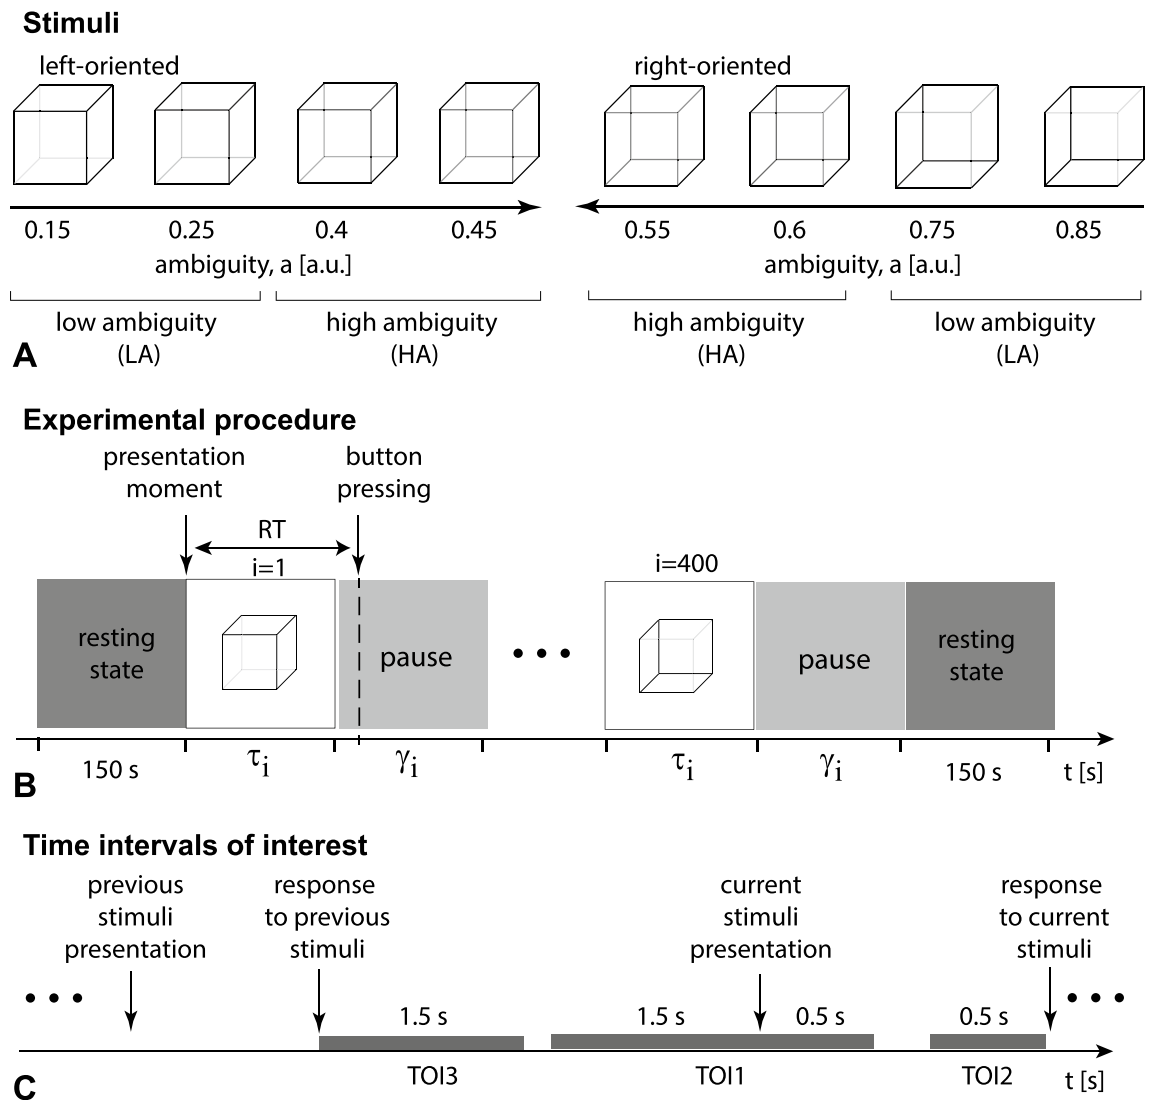 Stimuli
left-oriented
right-oriented
0.15 0.25 0.4 0.45 0.55 0.6 0.75 0.85
ambiguity, a [a.u.] ambiguity, a [a.u.]
low ambiguity
(LA)
high ambiguity
(HA)
high ambiguity
(HA)
low ambiguity
(LA)
A
Experimental procedure
presentation
moment
button
pressing
RT
i=1
i=400
resting
state
pause
• • •
pause
resting
state
150 s τi γi τi γi 150 s t [s]
B
Time intervals of interest
previous
stimuli
presentation
response
to previous
stimuli
current
stimuli
presentation
response
to current
stimuli
• • • • • •
1.5 s 1.5 s 0.5 s 0.5 s
TOI3 TOI1 TOI2 t [s]
C